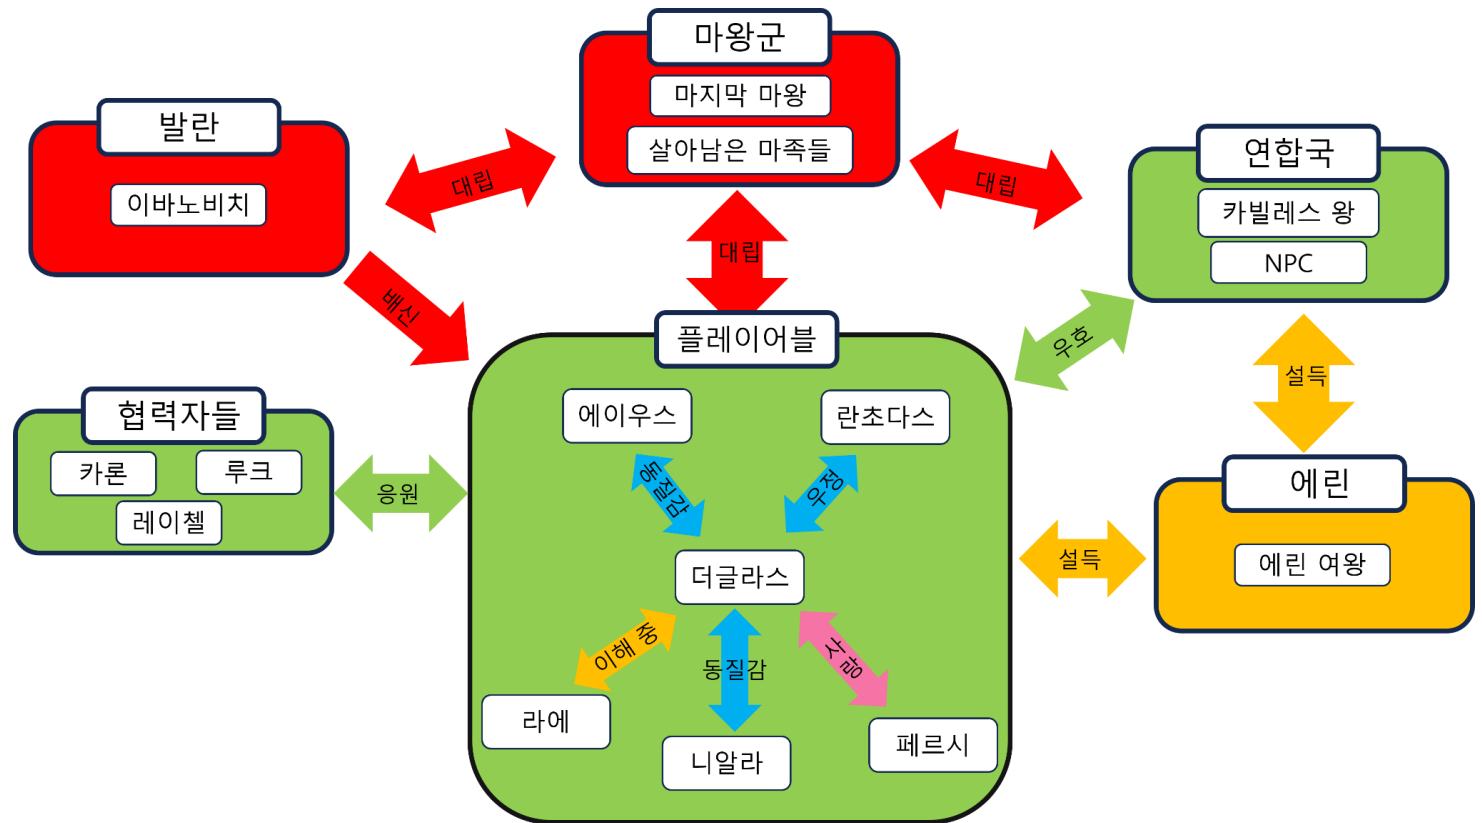 마왕군
마지막 마왕
살아남은 마족들
발란
이바노비치
연합국
카빌레스 왕
NPC
대립
대립
대립
배신
우호
설득
플레이어블
협력자들
카론
루크
레이첼
응원
에이우스
란초다스
동질감
우정
더글라스
이해 중
동질감
사랑
라에
니알라
페르시
설득
에린
에린 여왕